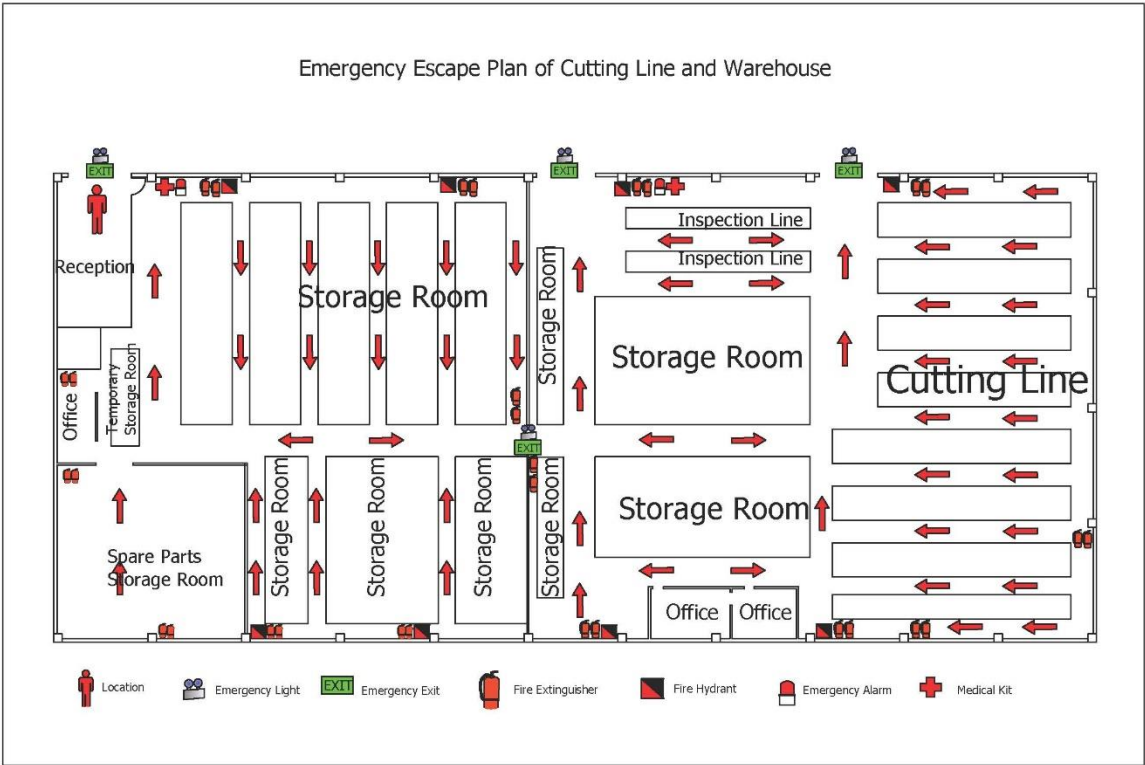 Emergency Escape Plan of Cutting Line and Warehouse
EXIT
EXIT
EXIT
Inspection Line
Reception
Inspection Line
Storage Room
Storage Room
Storage Room
Temporary
Storage Room
Office
Cutting Line
EXIT
Storage Room
Storage Room
Storage Room
Storage Room
Storage Room
Spare Parts
Storage Room
Office
Office
Location
Emergency Light
EXIT
Emergency Exit
Fire Extinguisher
Fire Hydrant
Emergency Alarm
Medical Kit